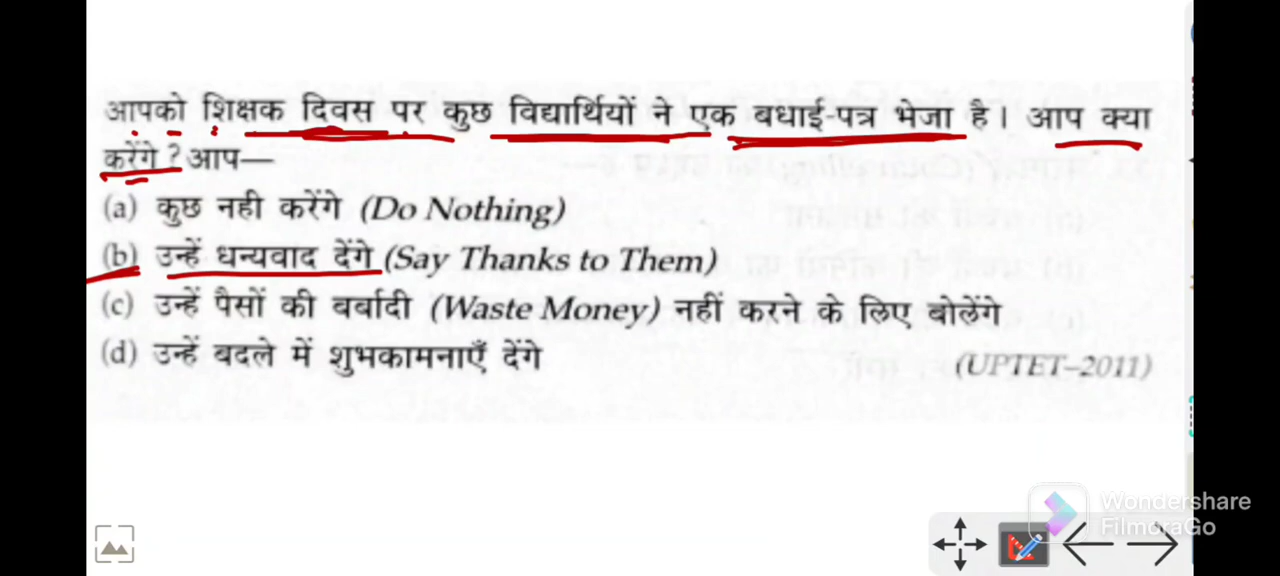 आपको शिक्षक दिवस पर कुछ विद्यार्थियों ने एक बधाई-पत्र भेजा है। आप क्या
करेंगे? आप—
(a) कुछ नही करेंगे (Do Nothing)
(b) उन्हें धन्यवाद देंगे (Say Thanks to Them)
(c) उन्हें पैसों की बर्बादी (Waste Money) नहीं करने के लिए बोलेंगे
(d) उन्हें बदले में शुभकामनाएँ देंगे (UPTET–2011)
Wondershare
FilmoraGo